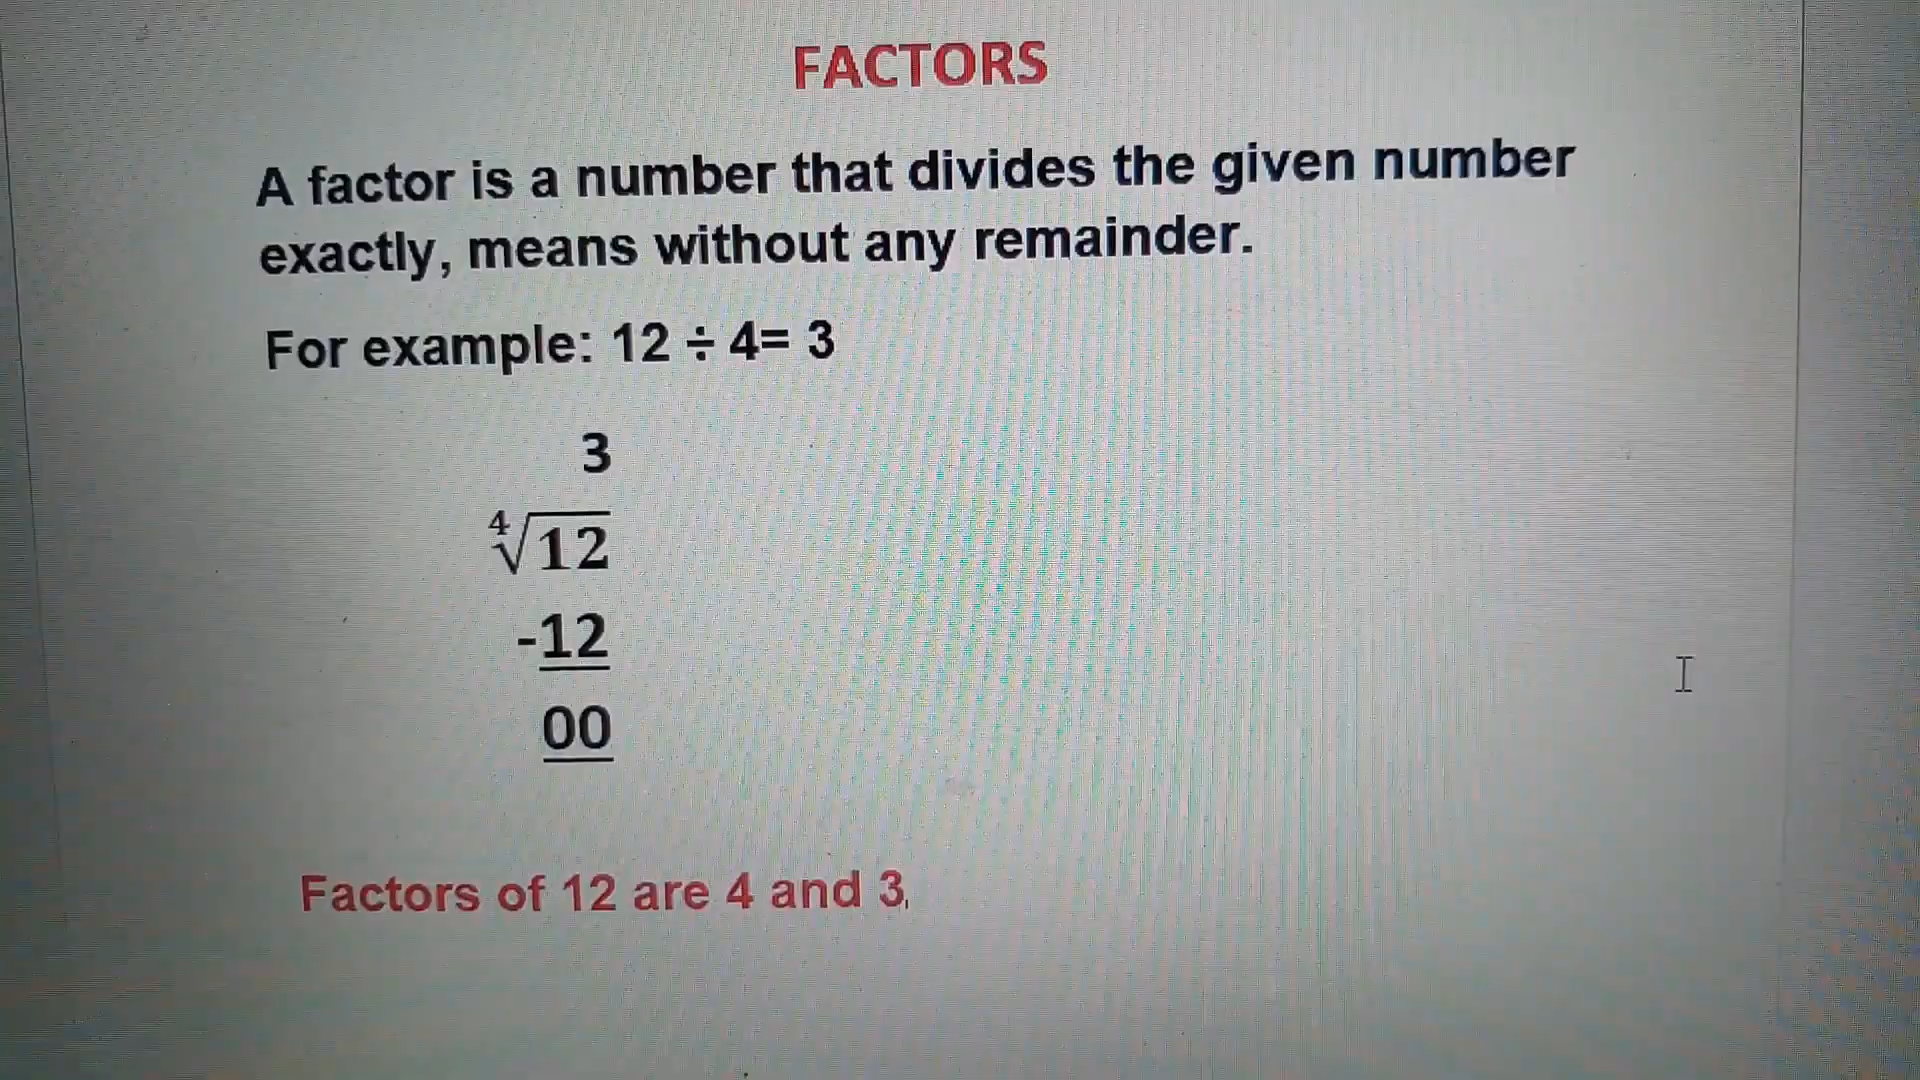 FACTORS
A factor is a number that divides the given number
exactly, means without any remainder.
For example: 12 ÷ 4= 3
3
4√12
-12
00
Factors of 12 are 4 and 3,